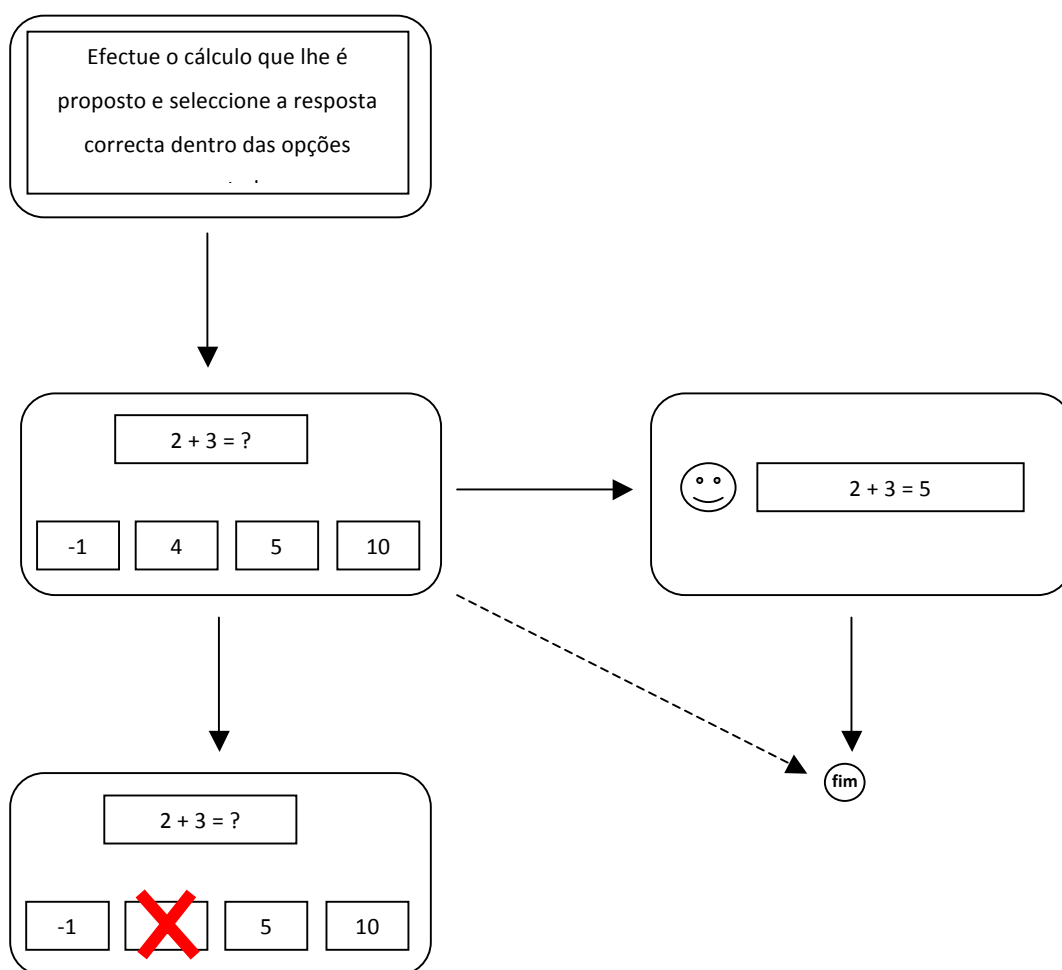 Efectue o cálculo que lhe é
proposto e seleccione a resposta
correcta dentro das opções
2 + 3 = ?
-1 4 5 10
2 + 3 = 5
fim
2 + 3 = ?
-1 5 10